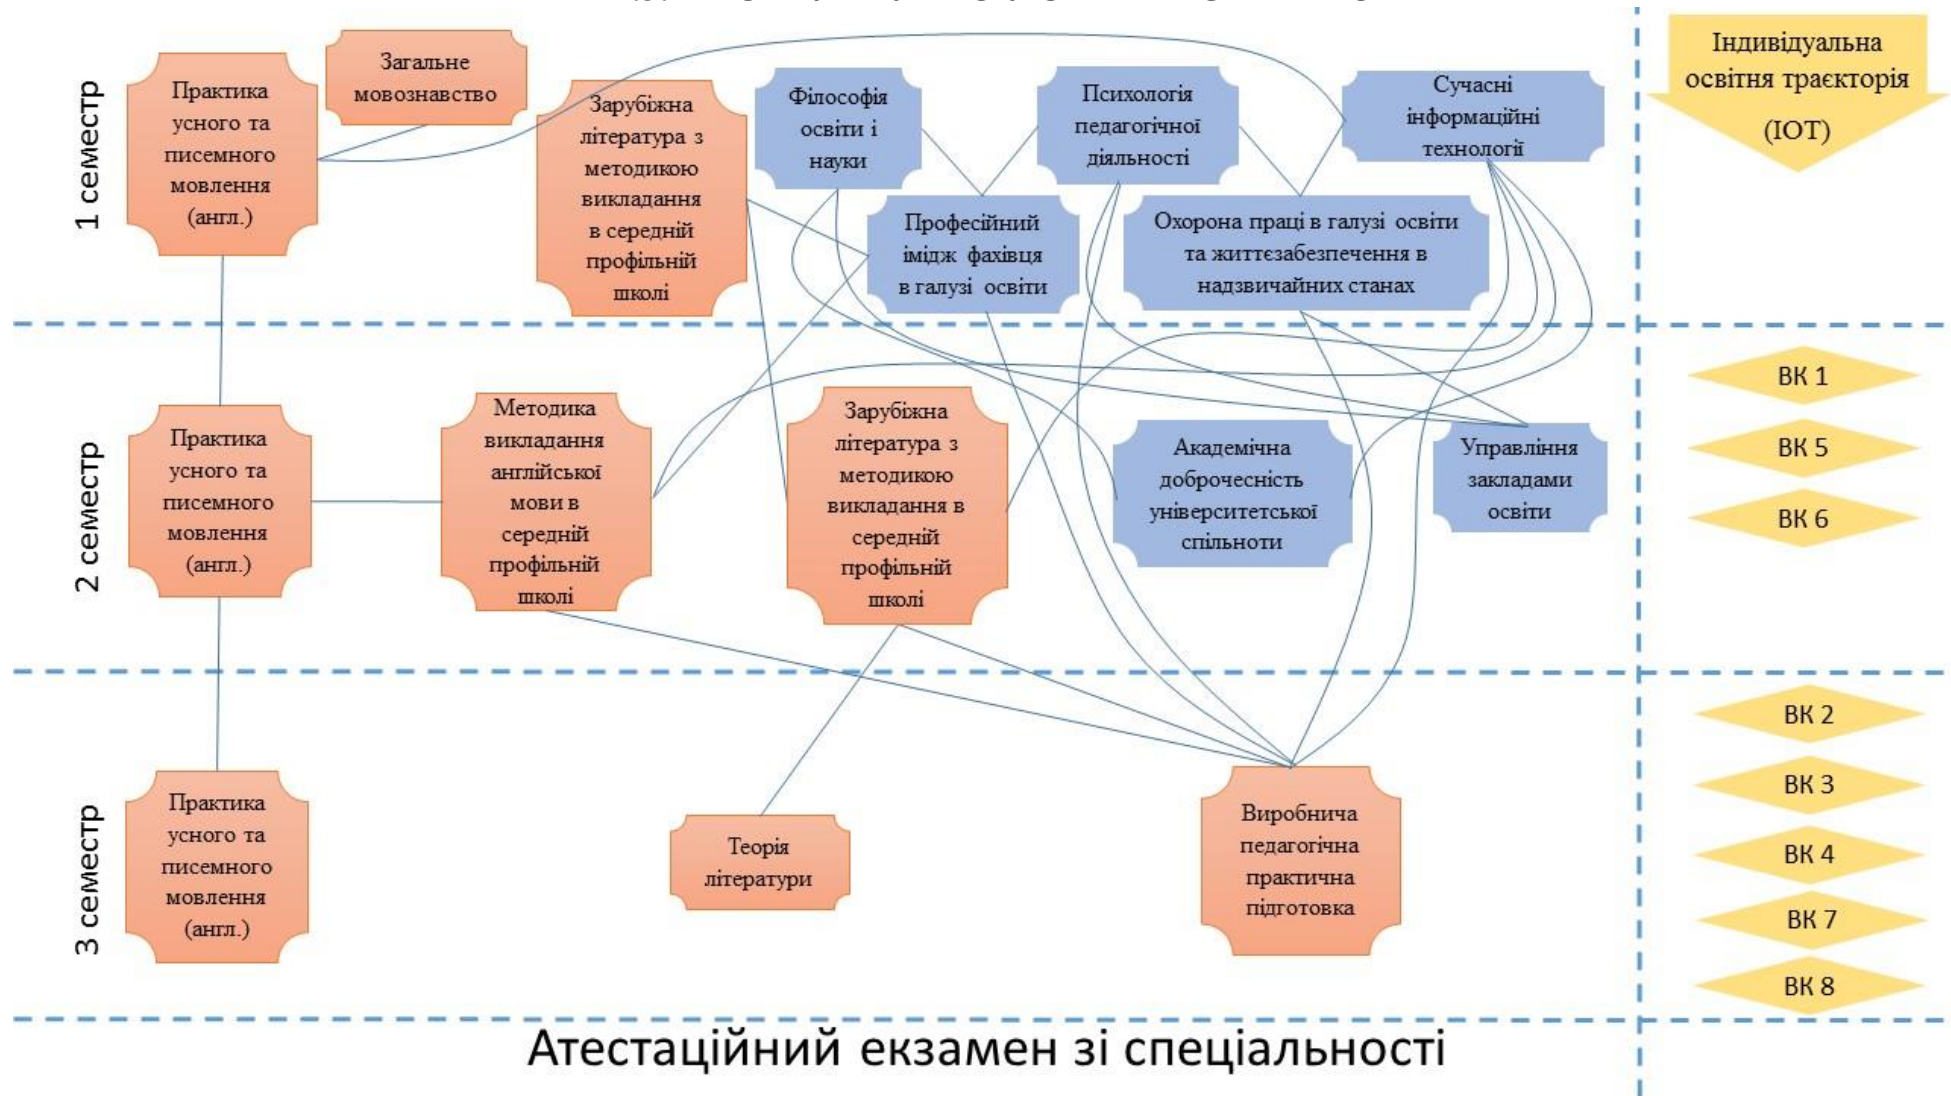 1 семестр
Практика
усного та
писемного
мовлення
(англ.)
Загальне
мовознавство
Зарубіжна
література з
методикою
викладання
в середній
профільній
школі
Філософія
освіти і
науки
Психологія
педагогічної
діяльності
Сучасні
інформаційні
технології
Професійний
імідж фахівця
в галузі освіти
Охорона праці в галузі освіти
та життєзабезпечення в
надзвичайних станах
Індивідуальна
освітня траєкторія
(ІОТ)
2 семестр
Практика
усного та
писемного
мовлення
(англ.)
Методика
викладання
англійської
мови в
середній
профільній
школі
Зарубіжна
література з
методикою
викладання в
середній
профільній
школі
Академічна
доброчесність
університетської
спільноти
Управління
закладами
освіти
ВК 1
ВК 5
ВК 6
3 семестр
Практика
усного та
писемного
мовлення
(англ.)
Теорія
літератури
Виробнича
педагогічна
практична
підготовка
ВК 2
ВК 3
ВК 4
ВК 7
ВК 8
Атестаційний екзамен зі спеціальності